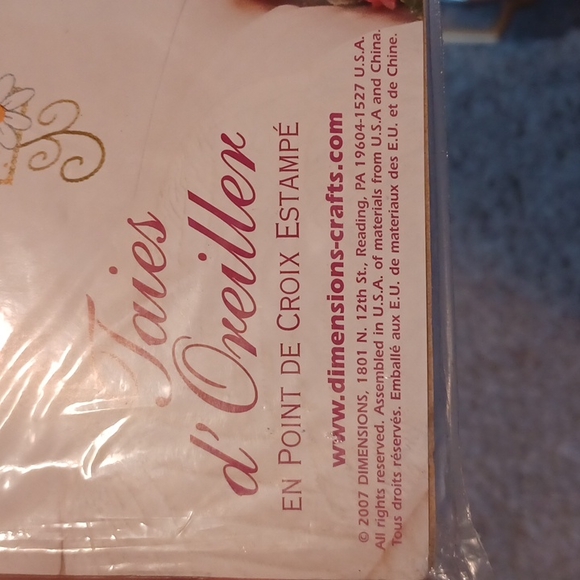 Taies
d'Oreiller
EN POINT DE CROIX ESTAMPÉ
www.dimensions-crafts.com
© 2007 DIMENSIONS, 1801 N. 12th St., Reading, PA 19604-1527 U.S.A.
All rights reserved. Assembled in U.S.A. of materials from U.S.A and China.
Tous droits réservés. Emballé aux E.U. de materiaux des E.U. et de Chine.